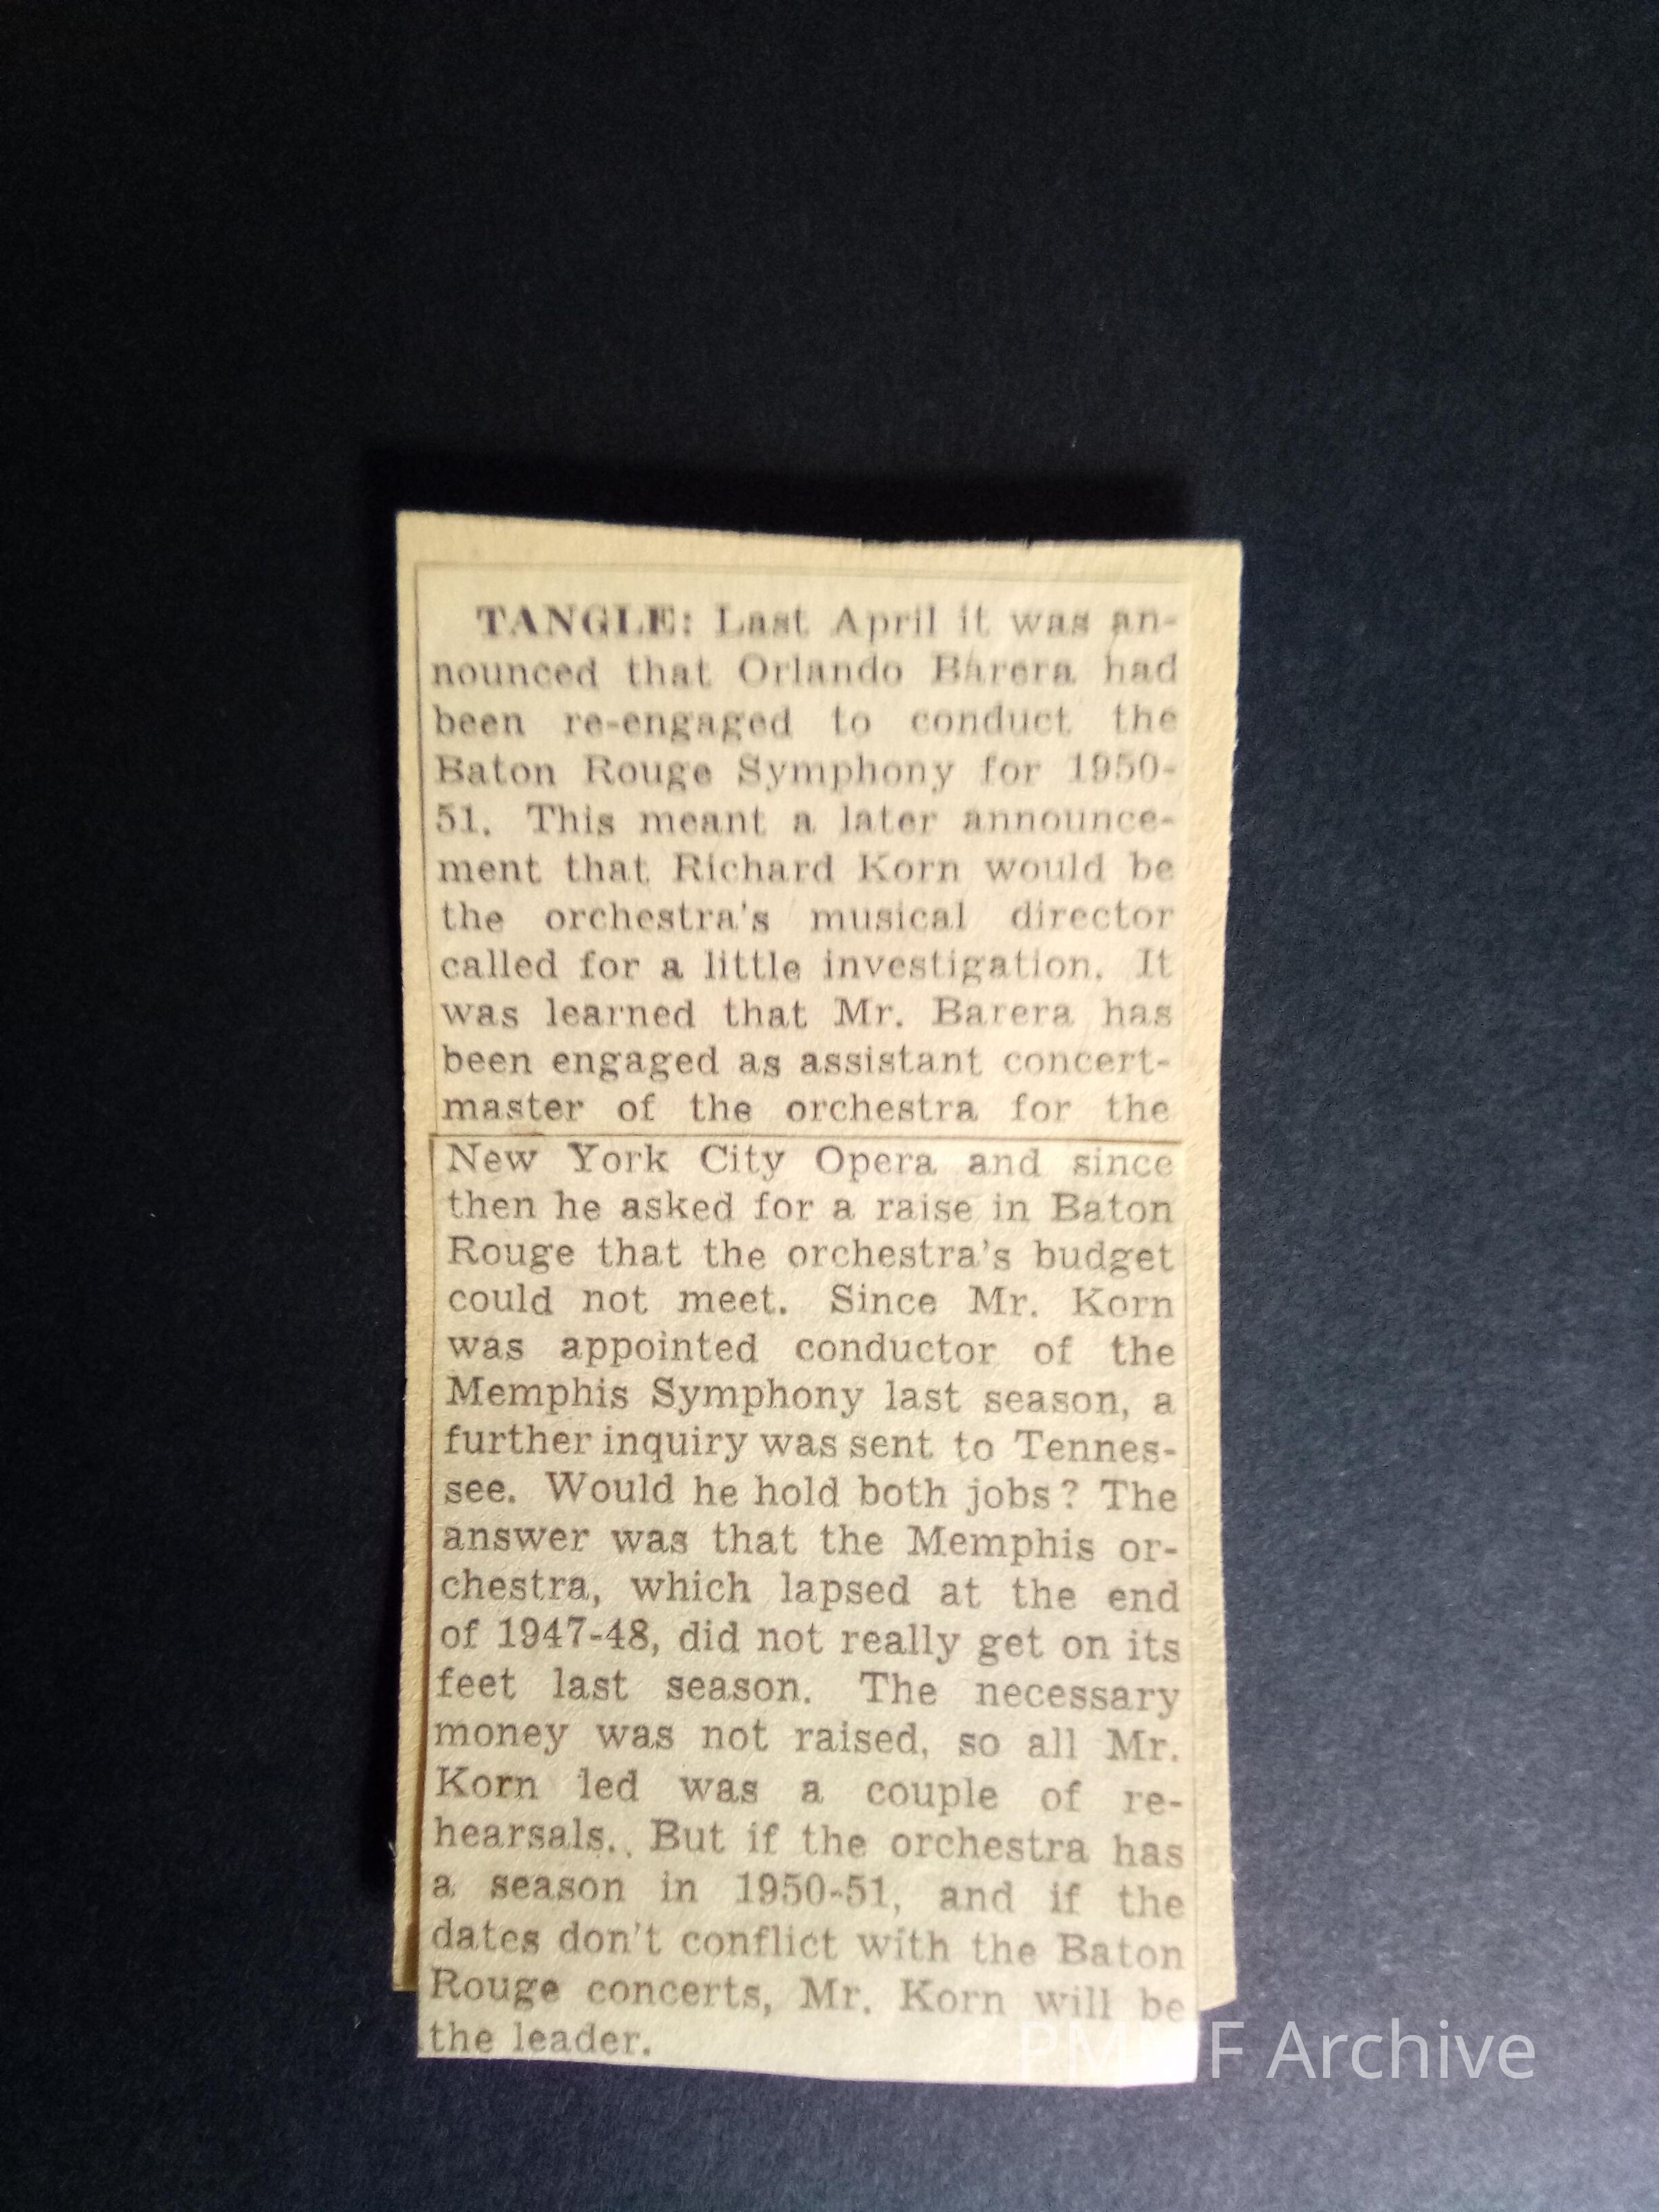 TANGLE: Last April it was an-
nounced that Orlando Barera had
been re-engaged to conduct the
Baton Rouge Symphony for 1950-
51. This meant a later announce-
ment that Richard Korn would be
the orchestra's musical director
called for a little investigation. It
was learned that Mr. Barera has
been engaged as assistant concert-
master of the orchestra for the
New York City Opera and since
then he asked for a raise in Baton
Rouge that the orchestra's budget
could not meet. Since Mr. Korn
was appointed conductor of the
Memphis Symphony last season, a
further inquiry was sent to Tennes-
see. Would he hold both jobs? The
answer was that the Memphis or-
chestra, which lapsed at the end
of 1947-48, did not really get on its
feet last season. The necessary
money was not raised, so all Mr.
Korn led was a couple of re-
hearsals. But if the orchestra has
a season in 1950-51, and if the
dates don't conflict with the Baton
Rouge concerts, Mr. Korn will be
the leader.
Archive